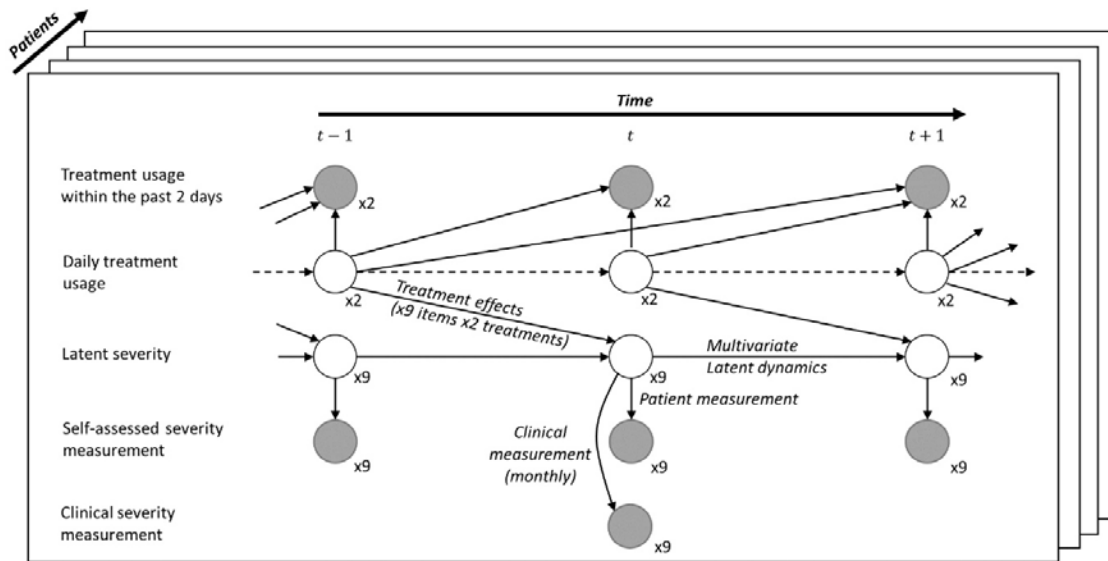 Patients
Time
t − 1
t
t + 1
Treatment usage
within the past 2 days
x2
x2
x2
Daily treatment
usage
x2
x2
x2
Treatment effects
(x9 items x2 treatments)
Latent severity
Multivariate
Latent dynamics
x9
x9
x9
Patient measurement
Self-assessed severity
measurement
Clinical
measurement
(monthly)
x9
x9
x9
Clinical severity
measurement
x9